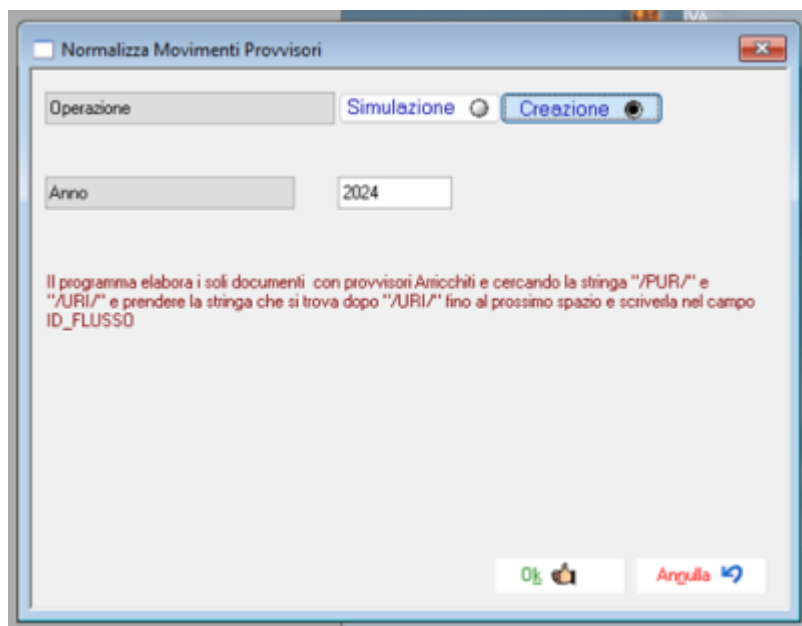 IVA
Normalizza Movimenti Provvisori
Operazione Simulazione Creazione
Anno 2024
Il programma elabora i soli documenti con provvisori Arricchiti e cercando la stringa "/PUR/" e
"/URI/" e prendere la stringa che si trova dopo "/URI/" fino al prossimo spazio e scriverla nel campo
ID_FLUSSO
Ok Annulla